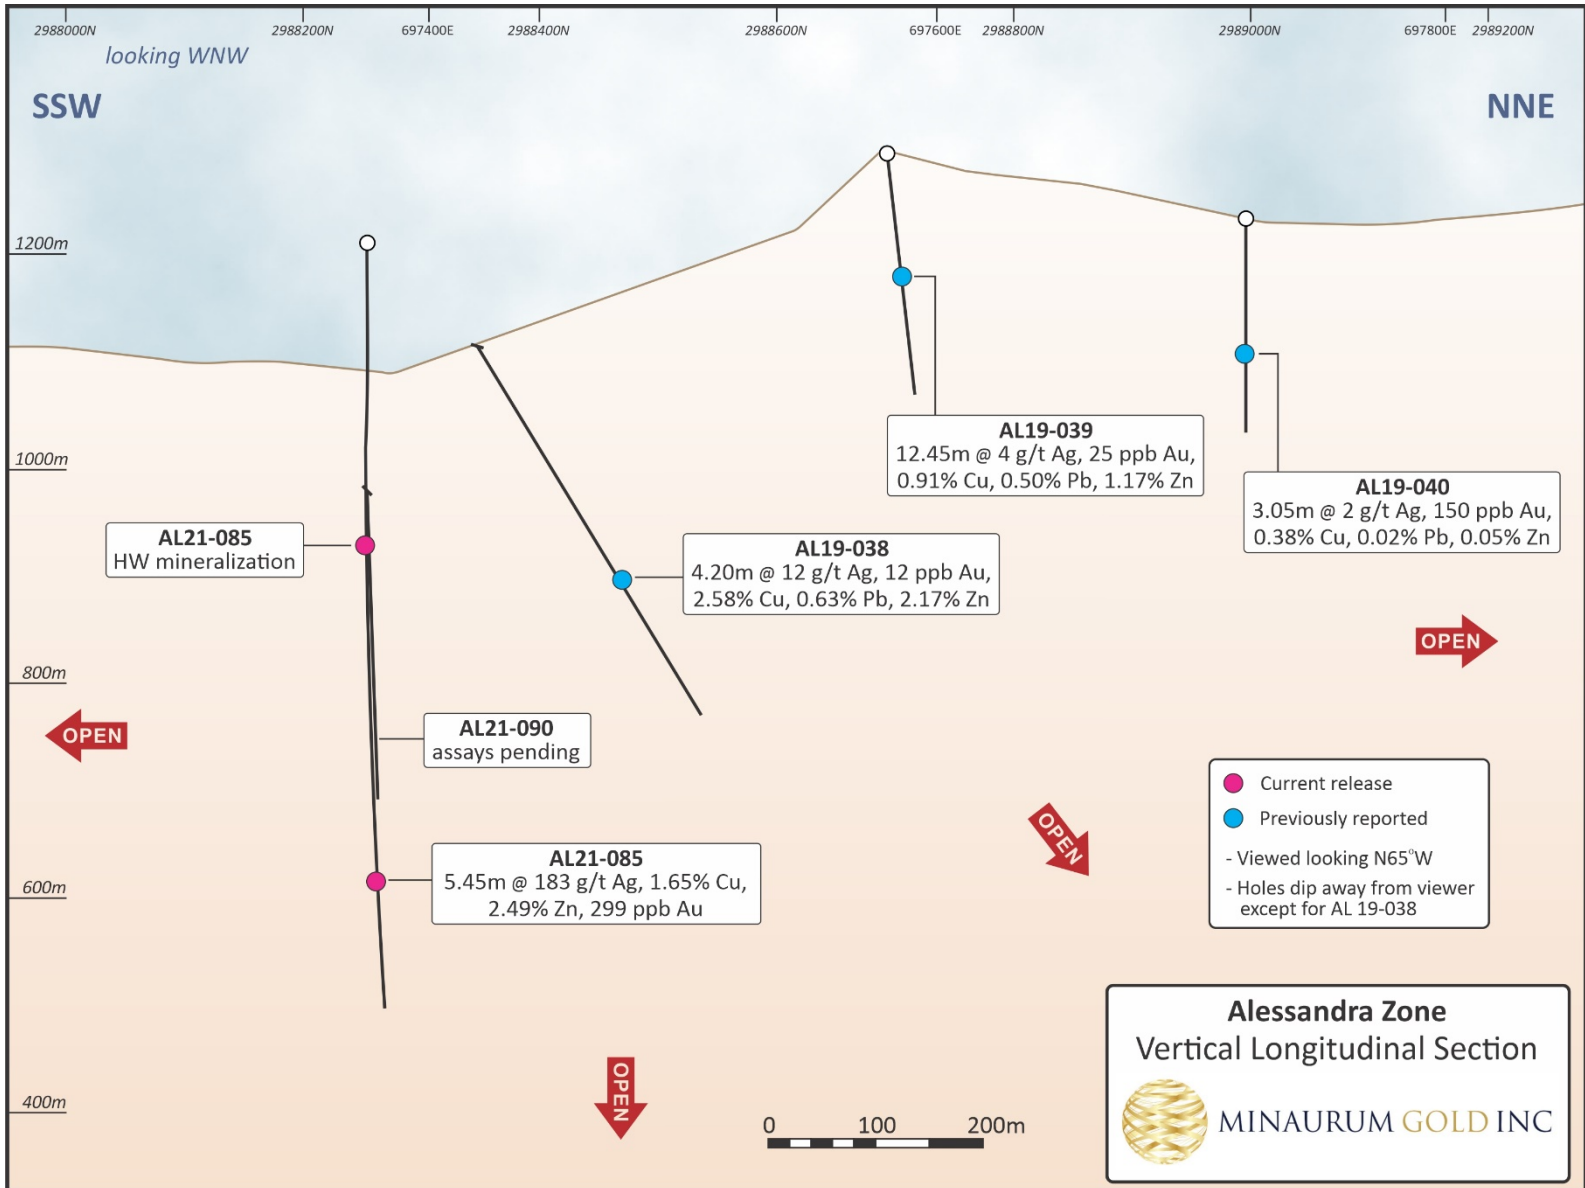 2988000N
2988200N
697400E
2988400N
2988600N
697600E
2988800N
2989000N
697800E
2989200N
looking WNW
SSW
NNE
1200m
1000m
800m
600m
400m
AL19-039
12.45m @ 4 g/t Ag, 25 ppb Au,
0.91% Cu, 0.50% Pb, 1.17% Zn
AL19-040
3.05m @ 2 g/t Ag, 150 ppb Au,
0.38% Cu, 0.02% Pb, 0.05% Zn
AL21-085
HW mineralization
AL19-038
4.20m @ 12 g/t Ag, 12 ppb Au,
2.58% Cu, 0.63% Pb, 2.17% Zn
OPEN
OPEN
AL21-090
assays pending
OPEN
AL21-085
5.45m @ 183 g/t Ag, 1.65% Cu,
2.49% Zn, 299 ppb Au
OPEN
Current release
Previously reported
- Viewed looking N65°W
- Holes dip away from viewer
except for AL 19-038
0 100 200m
Alessandra Zone
Vertical Longitudinal Section
MINAURUM GOLD INC